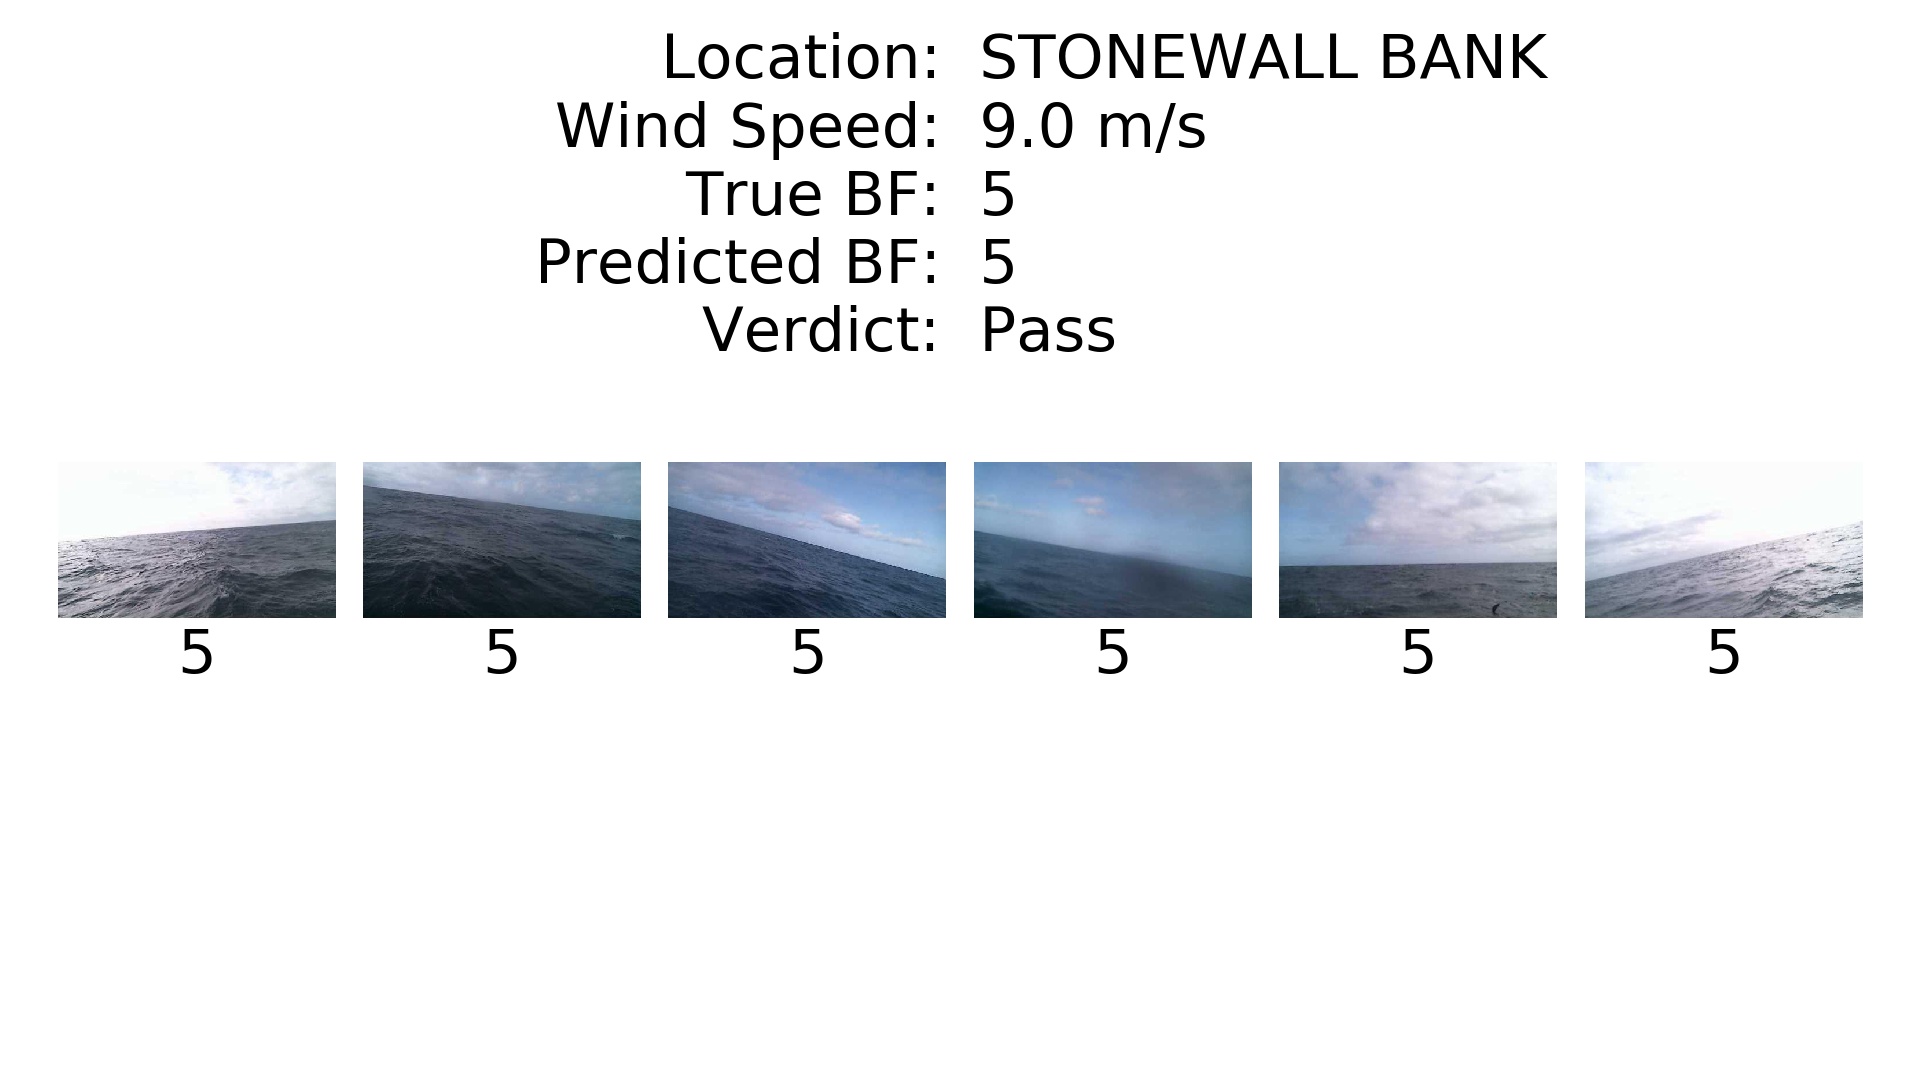 Location: STONEWALL BANK
Wind Speed: 9.0 m/s
True BF: 5
Predicted BF: 5
Verdict: Pass
5 5 5 5 5 5